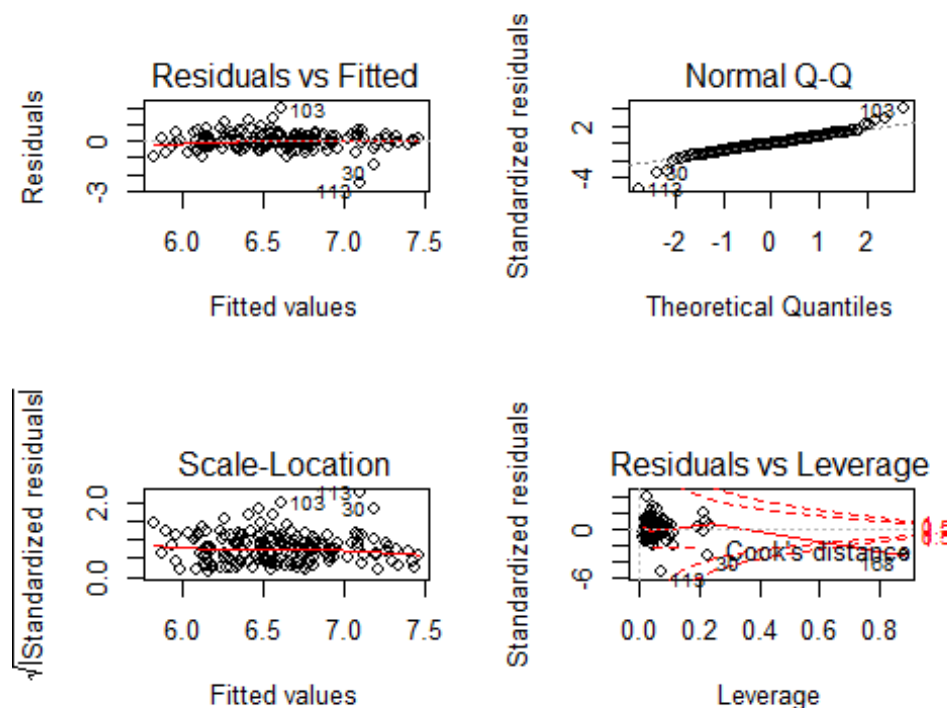 Residuals vs Fitted
Residuals
0
-3
103
30
113
6.0 6.5 7.0 7.5
Fitted values
Normal Q-Q
Standardized residuals
2
-4
103
30
113
-2 -1 0 1 2
Theoretical Quantiles
Scale-Location
√|Standardized residuals|
2.0
0.0
113
103
30
6.0 6.5 7.0 7.5
Fitted values
Residuals vs Leverage
Standardized residuals
0
-6
Cook's distance
113
30
168
0.0 0.2 0.4 0.6 0.8
Leverage